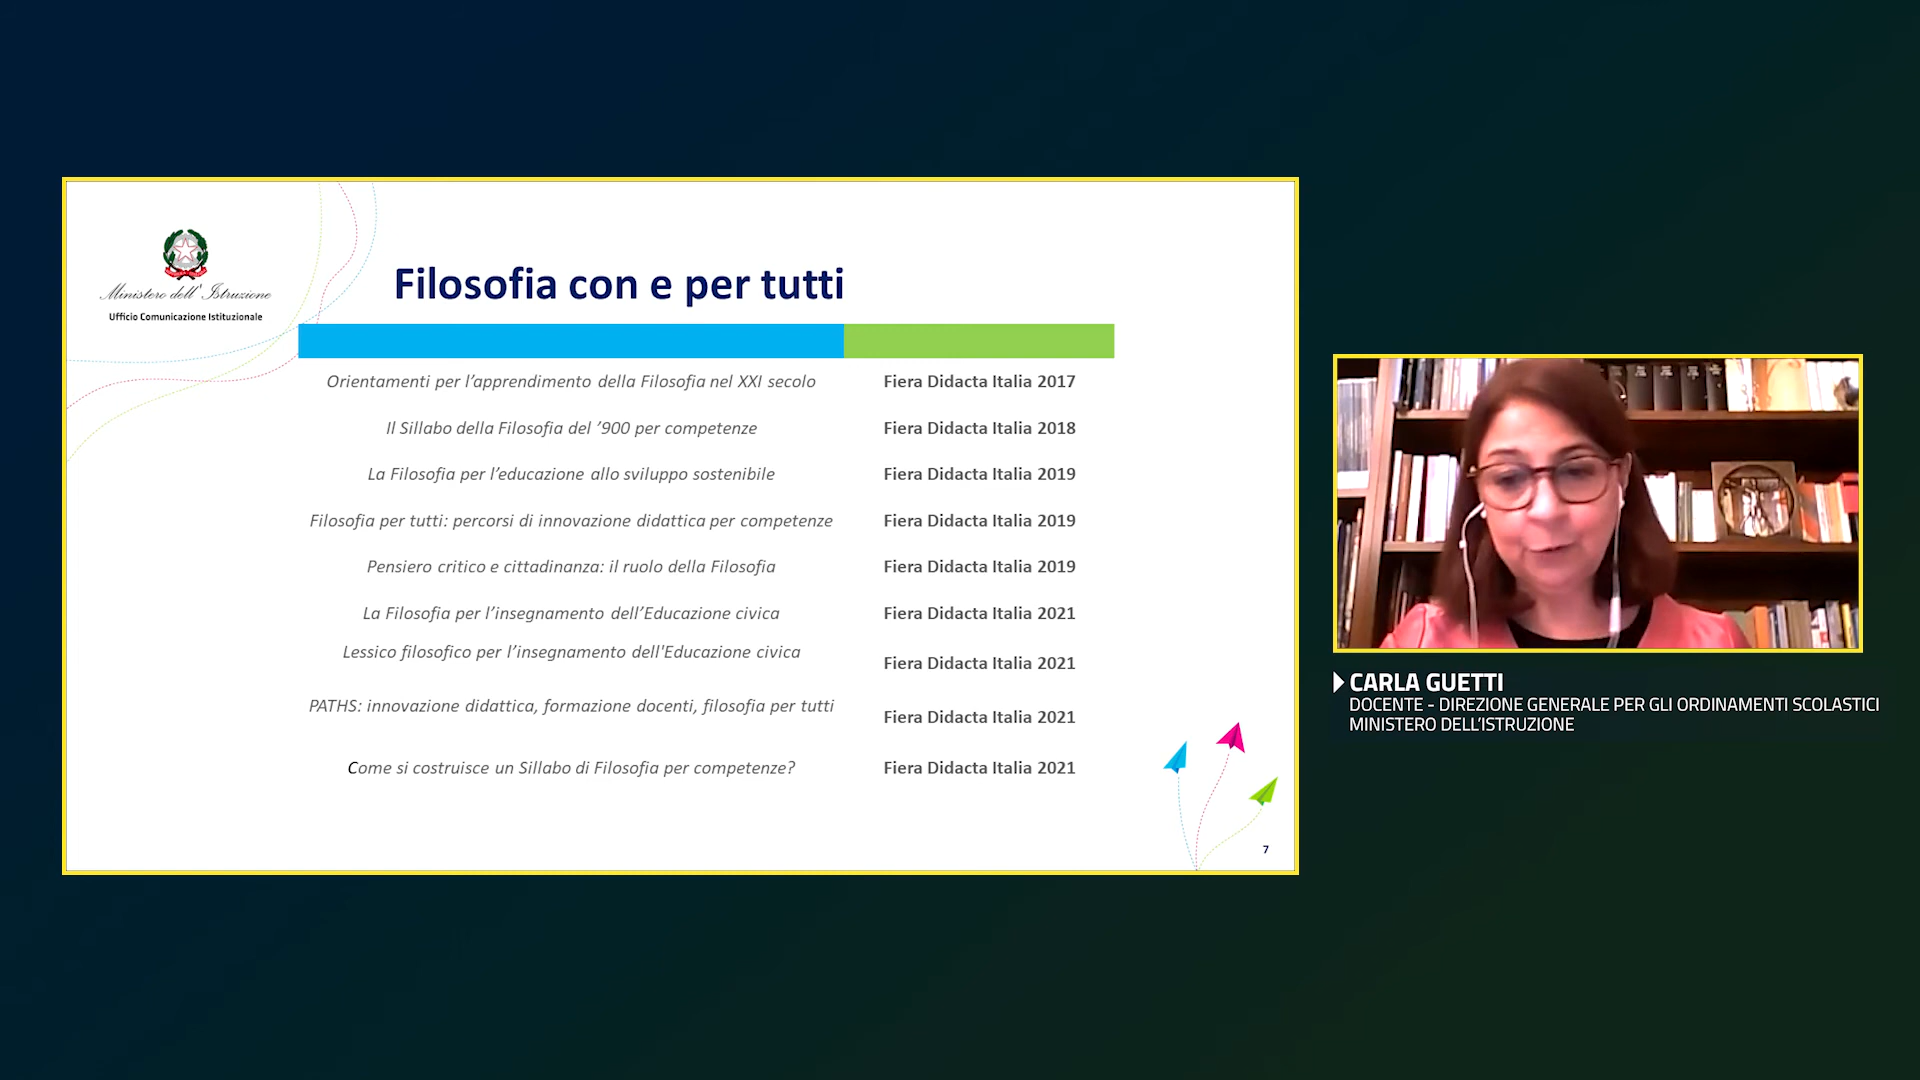 Ministero dell'Istruzione
Ufficio Comunicazione Istituzionale
Filosofia con e per tutti
Orientamenti per l’apprendimento della Filosofia nel XXI secolo Fiera Didacta Italia 2017
Il Sillabo della Filosofia del ’900 per competenze Fiera Didacta Italia 2018
La Filosofia per l’educazione allo sviluppo sostenibile Fiera Didacta Italia 2019
Filosofia per tutti: percorsi di innovazione didattica per competenze Fiera Didacta Italia 2019
Pensiero critico e cittadinanza: il ruolo della Filosofia Fiera Didacta Italia 2019
La Filosofia per l’insegnamento dell’Educazione civica Fiera Didacta Italia 2021
Lessico filosofico per l’insegnamento dell'Educazione civica Fiera Didacta Italia 2021
PATHS: innovazione didattica, formazione docenti, filosofia per tutti Fiera Didacta Italia 2021
Come si costruisce un Sillabo di Filosofia per competenze? Fiera Didacta Italia 2021
7
CARLA GUETTI
DOCENTE - DIREZIONE GENERALE PER GLI ORDINAMENTI SCOLASTICI
MINISTERO DELL’ISTRUZIONE